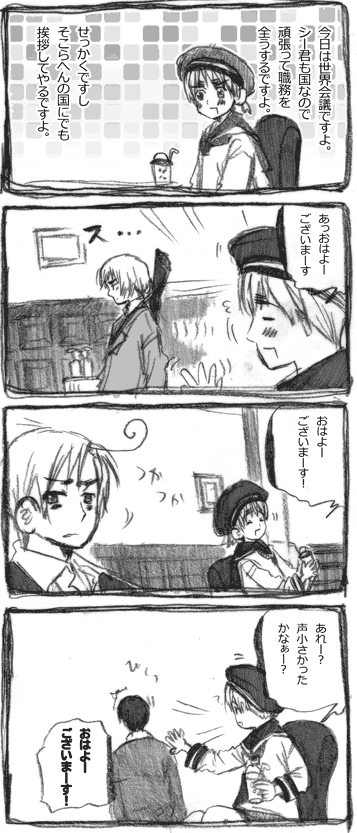 今日は世界会議ですよ。
シー君も国なので
頑張って職務を
全うするですよ。
せっかくですし
そこらへんの国にでも
挨拶してやるですよ。
あっおはよー
ございまーす
ス…
おはよー
ございまーす!
つか
つか
あれー?
声小さかった
かなぁー?
おはよー
ございまーす!